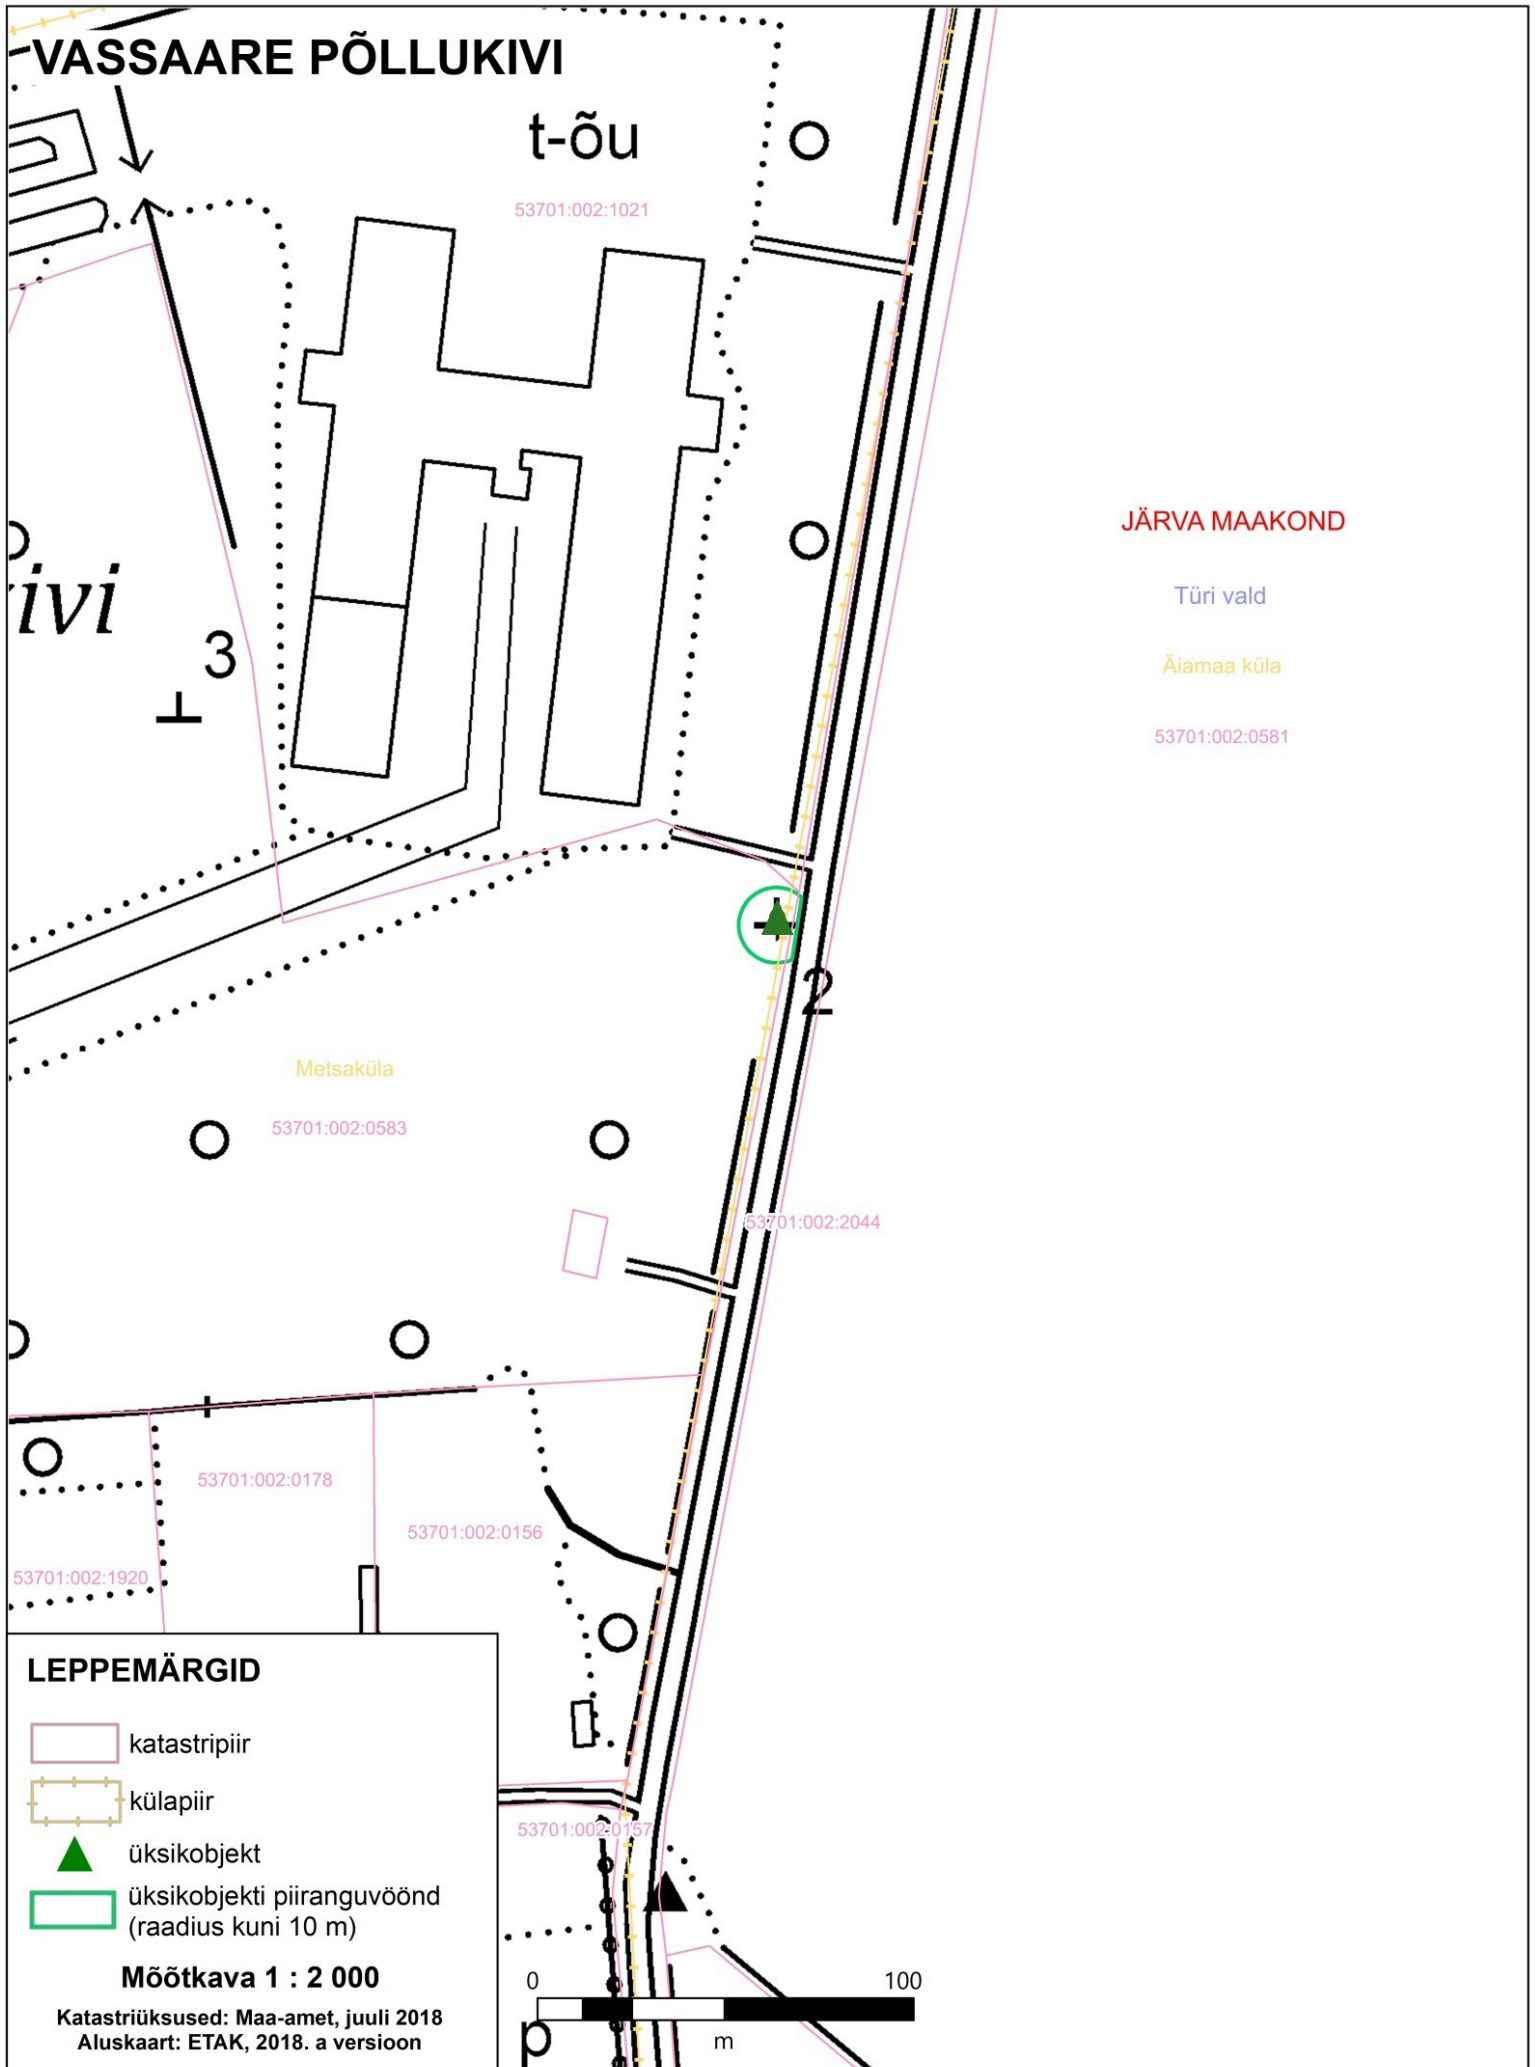 VASSAARE PÕLLUKIVI
t-õu
53701:002:1021
JÄRVA MAAKOND
Türi vald
Äiamaa küla
53701:002:0581
ivi
3
2
Metsaküla
53701:002:0583
53701:002:2044
53701:002:0178
53701:002:0156
53701:002:1920
53701:002:0157
LEPPEMÄRGID
katastripiir
külapiir
üksikobjekt
üksikobjekti piiranguvöönd
(raadius kuni 10 m)
Mõõtkava 1 : 2 000
Katastriüksused: Maa-amet, juuli 2018
Aluskaart: ETAK, 2018. a versioon
0 100
m